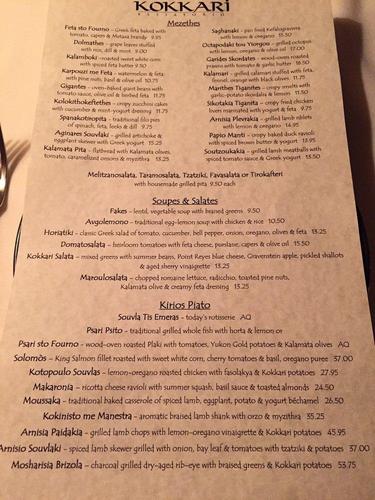 KOKKARI
ESTIATORIO
Mezethes
Feta sto Fourno – Greek feta baked with
tomato, capers & Metaxa brandy 9.95
Dolmathes – grape leaves stuffed
with rice, dill & mint 9.00
Kalamboki – roasted sweet white corn
with spiced feta butter 9.50
Karpouzi me Feta – watermelon & feta
with pine nuts, basil & olive oil 10.75
Gigantes – oven-baked giant beans with
tomato sauce, olive oil & herbed feta 11.75
Kolokithokeftethes – crispy zucchini cakes
with cucumber & mint-yogurt dressing 11.75
Spanakotiropita – traditional filo pies
of spinach, feta, leeks & dill 9.75
Aginares Souvlaki – grilled artichoke &
eggplant skewer with Greek yogurt 13.25
Kalamata Pita – flatbread with Kalamata olives,
tomato, caramelized onions & myzithra 13.25
Saghanaki – pan fried Kefalograviera
with lemon & oregano 13.50
Octapodaki tou Yiorgou – grilled octopus
with lemon, oregano & olive oil 17.00
Garides Skordates – wood-oven roasted
prawns with tomato & garlic butter 16.50
Kalamari – grilled calamari stuffed with feta,
fennel, orange with black olives 11.75
Marithes Tiganites – crispy smelts with
garlic-potato skordalia & lemon 11.50
Sikotakia Tiganita – crispy fried chicken
livers marinated with yogurt & feta 9.75
Arnisia Plevrakia – grilled lamb riblets
with lemon & oregano 14.95
Papio Manti – crispy baked duck ravioli
with spiced brown butter & yogurt 13.95
Soutzoukakia – grilled lamb meatballs with
spiced tomato sauce & Greek yogurt 13.50
Melitzanosalata, Taramosalata, Tzatziki, Favasalata or Tirokafteri
with housemade grilled pita 9.50 each
Soupes & Salates
Fakes – lentil, vegetable soup with braised greens 9.50
Avgolemono – traditional egg-lemon soup with chicken & rice 10.50
Horiatiki – classic Greek salad of tomato, cucumber, bell pepper, onion, oregano, olives & feta 13.25
Domatosalata – heirloom tomatoes with feta cheese, purslane, capers & olive oil 13.50
Kokkari Salata – mixed greens with summer beans, Point Reyes blue cheese, Gravenstein apple, pickled shallots
& aged sherry vinaigrette 13.25
Maroulosalata – chopped romaine lettuce, radicchio, toasted pine nuts,
Kalamata olive & creamy feta dressing 13.25
Kirios Piato
Souvla Tis Emeras – today's rotisserie AQ
Psari Psito – traditional grilled whole fish with horta & lemon or
Psari sto Fourno – wood-oven roasted Plaki with tomatoes, Yukon Gold potatoes & Kalamata olives AQ
Solomòs – King Salmon fillet roasted with sweet white corn, cherry tomatoes & basil, oregano puree 37.00
Kotopoulo Souvlas – lemon-oregano roasted chicken with fasolakya & Kokkari potatoes 27.95
Makaronia – ricotta cheese ravioli with summer squash, basil sauce & toasted almonds 24.50
Moussaka – traditional baked casserole of spiced lamb, eggplant, potato & yogurt béchamel 26.50
Kokinisto me Manestra – aromatic braised lamb shank with orzo & myzithra 35.25
Arnisia Paidakia – grilled lamb chops with lemon-oregano vinaigrette & Kokkari potatoes 45.95
Arnisio Souvlaki – spiced lamb skewer grilled with onion, bay leaf & tomatoes with tzatziki & potatoes 37.00
Mosharisia Brizola – charcoal grilled dry-aged rib-eye with braised greens & Kokkari potatoes 53.75